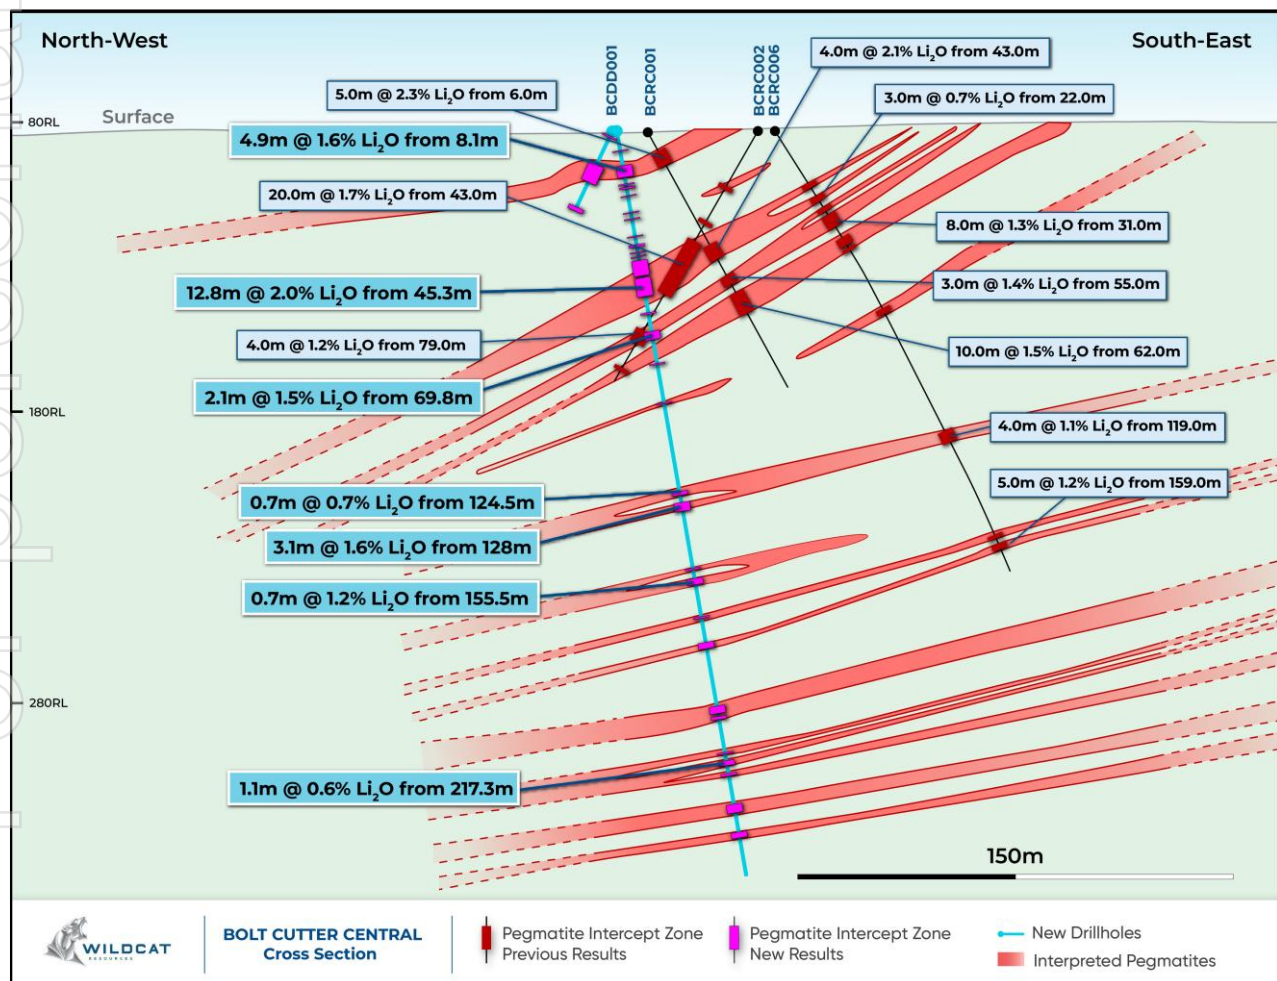 North-West
South-East
BCDD001
BCRC001
BCRC002
BCRC006
4.0m @ 2.1% Li₂O from 43.0m
5.0m @ 2.3% Li₂O from 6.0m
3.0m @ 0.7% Li₂O from 22.0m
80RL
Surface
4.9m @ 1.6% Li₂O from 8.1m
20.0m @ 1.7% Li₂O from 43.0m
8.0m @ 1.3% Li₂O from 31.0m
12.8m @ 2.0% Li₂O from 45.3m
3.0m @ 1.4% Li₂O from 55.0m
4.0m @ 1.2% Li₂O from 79.0m
10.0m @ 1.5% Li₂O from 62.0m
2.1m @ 1.5% Li₂O from 69.8m
180RL
4.0m @ 1.1% Li₂O from 119.0m
5.0m @ 1.2% Li₂O from 159.0m
0.7m @ 0.7% Li₂O from 124.5m
3.1m @ 1.6% Li₂O from 128m
0.7m @ 1.2% Li₂O from 155.5m
280RL
1.1m @ 0.6% Li₂O from 217.3m
150m
WILDCAT
RESOURCES
BOLT CUTTER CENTRAL
Cross Section
Pegmatite Intercept Zone
Previous Results
Pegmatite Intercept Zone
New Results
New Drillholes
Interpreted Pegmatites